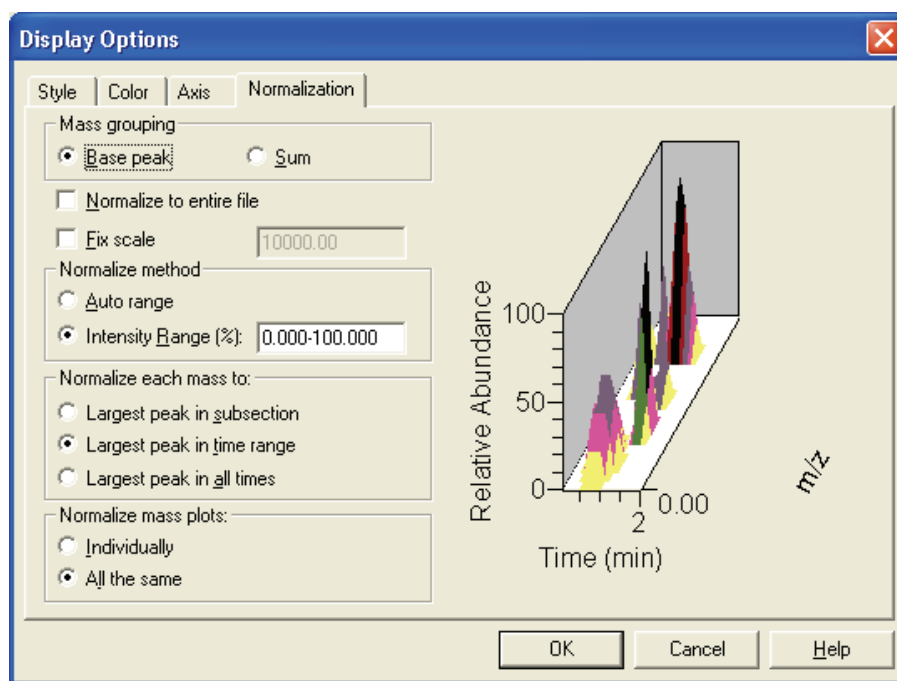 Display Options
Style Color Axis Normalization
Mass grouping
Base peak Sum
Normalize to entire file
Fix scale 10000.00
Normalize method
Auto range
Intensity Range (%): 0.000-100.000
Normalize each mass to:
Largest peak in subsection
Largest peak in time range
Largest peak in all times
Normalize mass plots:
Individually
All the same
Relative Abundance
100
50
0
2 0.00
Time (min)
m/z
OK Cancel Help